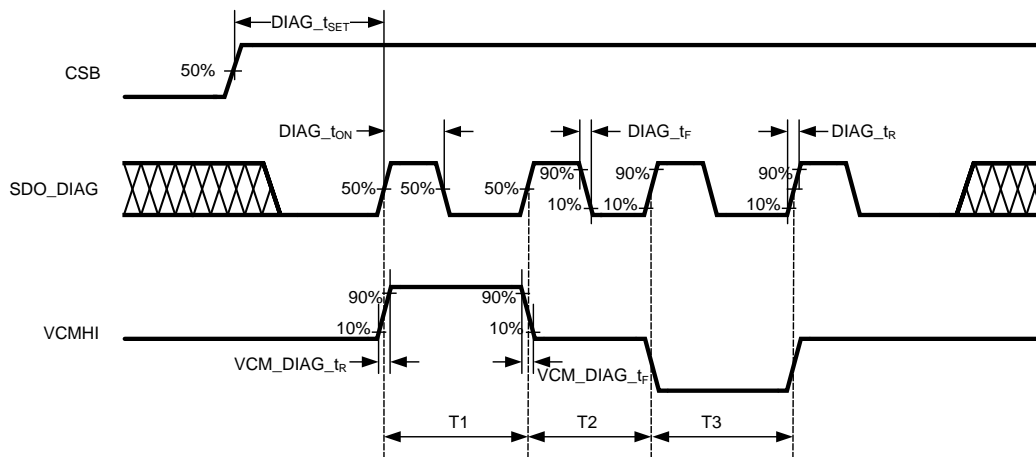 DIAG_tSET
CSB
50%
DIAG_tON
DIAG_tF
DIAG_tR
SDO_DIAG
50%
50%
50%
90%
10%
90%
10%
90%
10%
VCMHI
90%
10%
90%
10%
VCM_DIAG_tR
VCM_DIAG_tF
T1
T2
T3